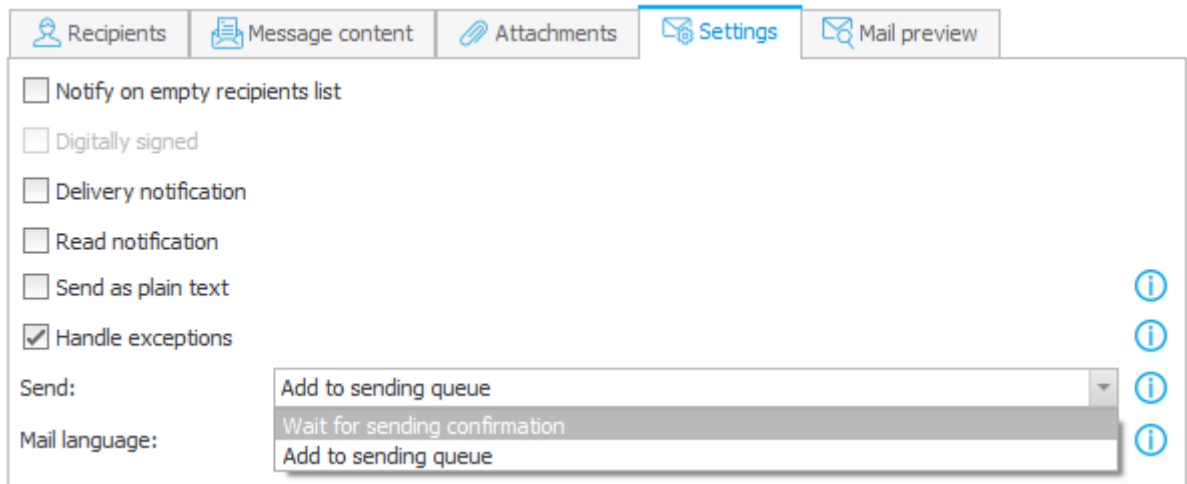 Recipients Message content Attachments Settings Mail preview
Notify on empty recipients list
Digitally signed
Delivery notification
Read notification
Send as plain text
Handle exceptions
Send: Add to sending queue
Wait for sending confirmation
Mail language:
Add to sending queue